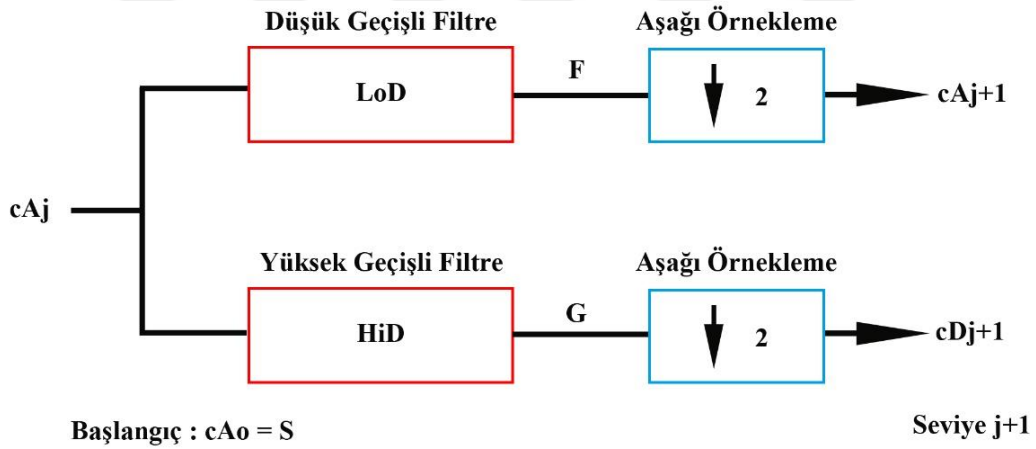 Düşük Geçişli Filtre
Aşağı Örnekleme
LoD
F
2
cAj+1
cAj
Yüksek Geçişli Filtre
Aşağı Örnekleme
HiD
G
2
cDj+1
Başlangıç : cAo = S
Seviye j+1